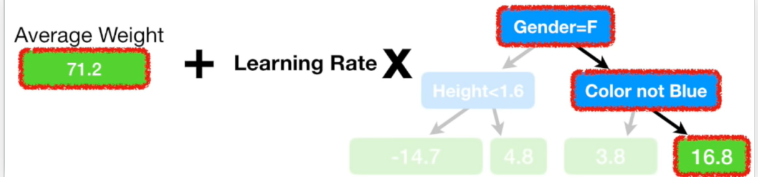 Gender=F
Average Weight
71.2
+ Learning Rate X
Height<1.6
Color not Blue
-14.7
4.8
3.8
16.8